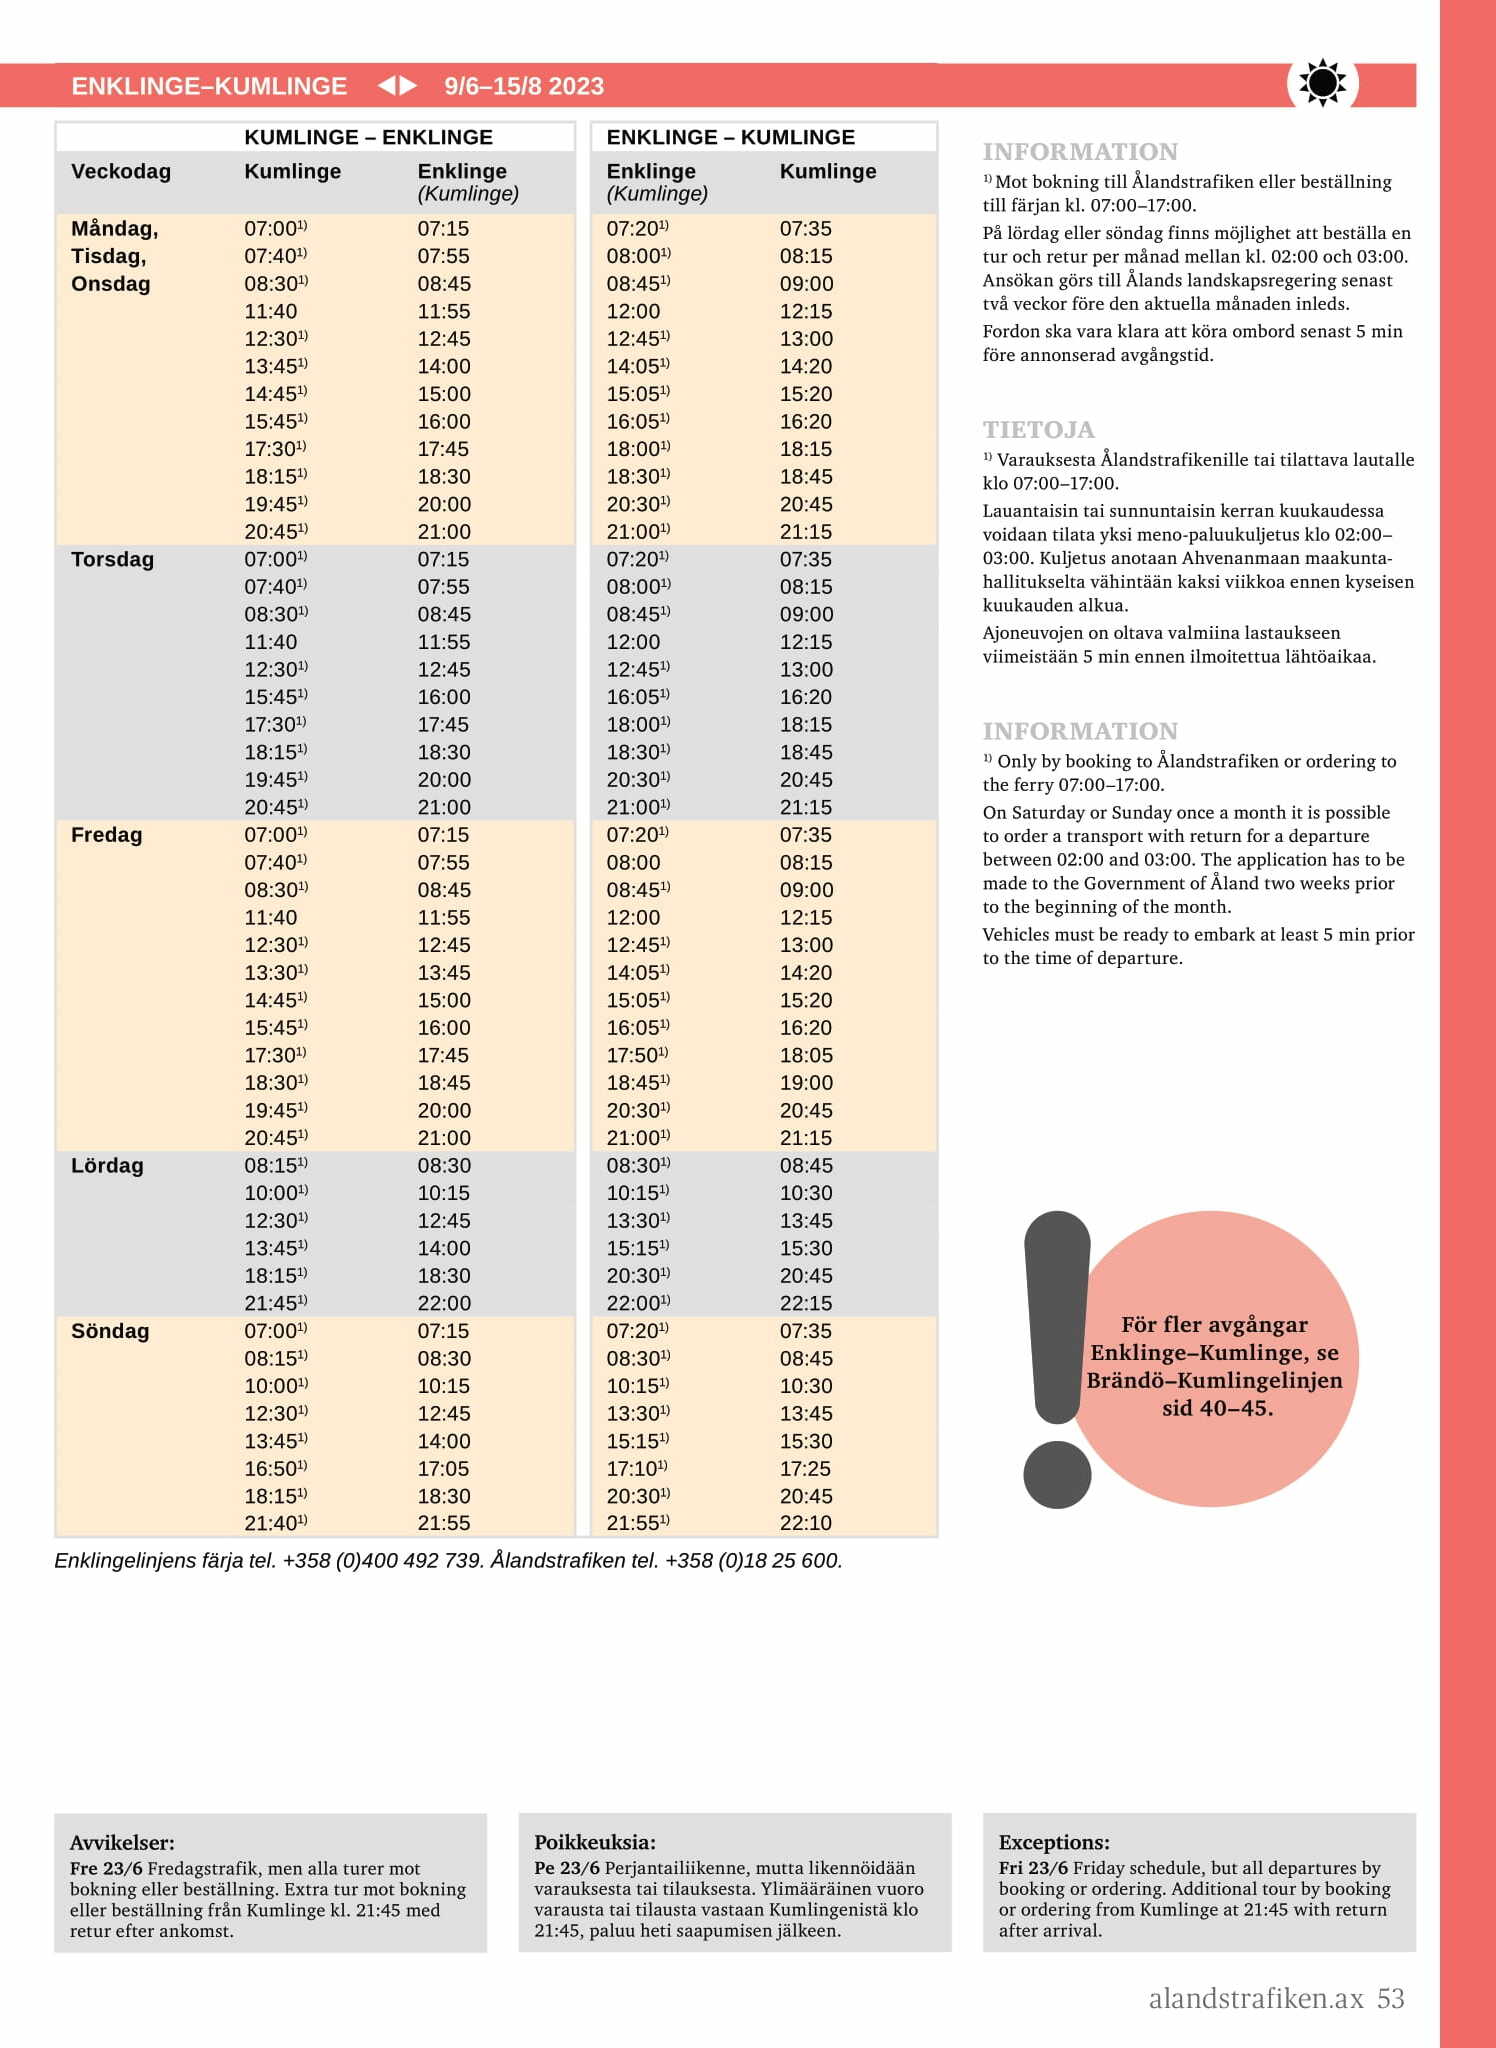 ENKLINGE–KUMLINGE 9/6–15/8 2023
KUMLINGE – ENKLINGE ENKLINGE – KUMLINGE
Veckodag Kumlinge Enklinge Enklinge Kumlinge
(Kumlinge) (Kumlinge)
Måndag, 07:00¹⁾ 07:15 07:20¹⁾ 07:35
Tisdag, 07:40¹⁾ 07:55 08:00¹⁾ 08:15
Onsdag 08:30¹⁾ 08:45 08:45¹⁾ 09:00
11:40 11:55 12:00 12:15
12:30¹⁾ 12:45 12:45¹⁾ 13:00
13:45¹⁾ 14:00 14:05¹⁾ 14:20
14:45¹⁾ 15:00 15:05¹⁾ 15:20
15:45¹⁾ 16:00 16:05¹⁾ 16:20
17:30¹⁾ 17:45 18:00¹⁾ 18:15
18:15¹⁾ 18:30 18:30¹⁾ 18:45
19:45¹⁾ 20:00 20:30¹⁾ 20:45
20:45¹⁾ 21:00 21:00¹⁾ 21:15
Torsdag 07:00¹⁾ 07:15 07:20¹⁾ 07:35
07:40¹⁾ 07:55 08:00¹⁾ 08:15
08:30¹⁾ 08:45 08:45¹⁾ 09:00
11:40 11:55 12:00 12:15
12:30¹⁾ 12:45 12:45¹⁾ 13:00
15:45¹⁾ 16:00 16:05¹⁾ 16:20
17:30¹⁾ 17:45 18:00¹⁾ 18:15
18:15¹⁾ 18:30 18:30¹⁾ 18:45
19:45¹⁾ 20:00 20:30¹⁾ 20:45
20:45¹⁾ 21:00 21:00¹⁾ 21:15
Fredag 07:00¹⁾ 07:15 07:20¹⁾ 07:35
07:40¹⁾ 07:55 08:00 08:15
08:30¹⁾ 08:45 08:45¹⁾ 09:00
11:40 11:55 12:00 12:15
12:30¹⁾ 12:45 12:45¹⁾ 13:00
13:30¹⁾ 13:45 14:05¹⁾ 14:20
14:45¹⁾ 15:00 15:05¹⁾ 15:20
15:45¹⁾ 16:00 16:05¹⁾ 16:20
17:30¹⁾ 17:45 17:50¹⁾ 18:05
18:30¹⁾ 18:45 18:45¹⁾ 19:00
19:45¹⁾ 20:00 20:30¹⁾ 20:45
20:45¹⁾ 21:00 21:00¹⁾ 21:15
Lördag 08:15¹⁾ 08:30 08:30¹⁾ 08:45
10:00¹⁾ 10:15 10:15¹⁾ 10:30
12:30¹⁾ 12:45 13:30¹⁾ 13:45
13:45¹⁾ 14:00 15:15¹⁾ 15:30
18:15¹⁾ 18:30 20:30¹⁾ 20:45
21:45¹⁾ 22:00 22:00¹⁾ 22:15
Söndag 07:00¹⁾ 07:15 07:20¹⁾ 07:35
08:15¹⁾ 08:30 08:30¹⁾ 08:45
10:00¹⁾ 10:15 10:15¹⁾ 10:30
12:30¹⁾ 12:45 13:30¹⁾ 13:45
13:45¹⁾ 14:00 15:15¹⁾ 15:30
16:50¹⁾ 17:05 17:10¹⁾ 17:25
18:15¹⁾ 18:30 20:30¹⁾ 20:45
21:40¹⁾ 21:55 21:55¹⁾ 22:10
Enklingelinjens färja tel. +358 (0)400 492 739. Ålandstrafiken tel. +358 (0)18 25 600.
INFORMATION
¹⁾ Mot bokning till Ålandstrafiken eller beställning
till färjan kl. 07:00–17:00.
På lördag eller söndag finns möjlighet att beställa en
tur och retur per månad mellan kl. 02:00 och 03:00.
Ansökan görs till Ålands landskapsregering senast
två veckor före den aktuella månaden inleds.
Fordon ska vara klara att köra ombord senast 5 min
före annonserad avgångstid.
TIETOJA
¹⁾ Varauksesta Ålandstrafikenille tai tilattava lautalle
klo 07:00–17:00.
Lauantaisin tai sunnuntaisin kerran kuukaudessa
voidaan tilata yksi meno-paluukuljetus klo 02:00–
03:00. Kuljetus anotaan Ahvenanmaan maakunta-
hallitukselta vähintään kaksi viikkoa ennen kyseisen
kuukauden alkua.
Ajoneuvojen on oltava valmiina lastaukseen
viimeistään 5 min ennen ilmoitettua lähtöaikaa.
INFORMATION
¹⁾ Only by booking to Ålandstrafiken or ordering to
the ferry 07:00–17:00.
On Saturday or Sunday once a month it is possible
to order a transport with return for a departure
between 02:00 and 03:00. The application has to be
made to the Government of Åland two weeks prior
to the beginning of the month.
Vehicles must be ready to embark at least 5 min prior
to the time of departure.
För fler avgångar
Enklinge–Kumlinge, se
Brändö–Kumlingelinjen
sid 40–45.
Avvikelser:
Fre 23/6 Fredagstrafik, men alla turer mot
bokning eller beställning. Extra tur mot bokning
eller beställning från Kumlinge kl. 21:45 med
retur efter ankomst.
Poikkeuksia:
Pe 23/6 Perjantailiikenne, mutta likennöidään
varauksesta tai tilauksesta. Ylimääräinen vuoro
varausta tai tilausta vastaan Kumlingenistä klo
21:45, paluu heti saapumisen jälkeen.
Exceptions:
Fri 23/6 Friday schedule, but all departures by
booking or ordering. Additional tour by booking
or ordering from Kumlinge at 21:45 with return
after arrival.
alandstrafiken.ax 53